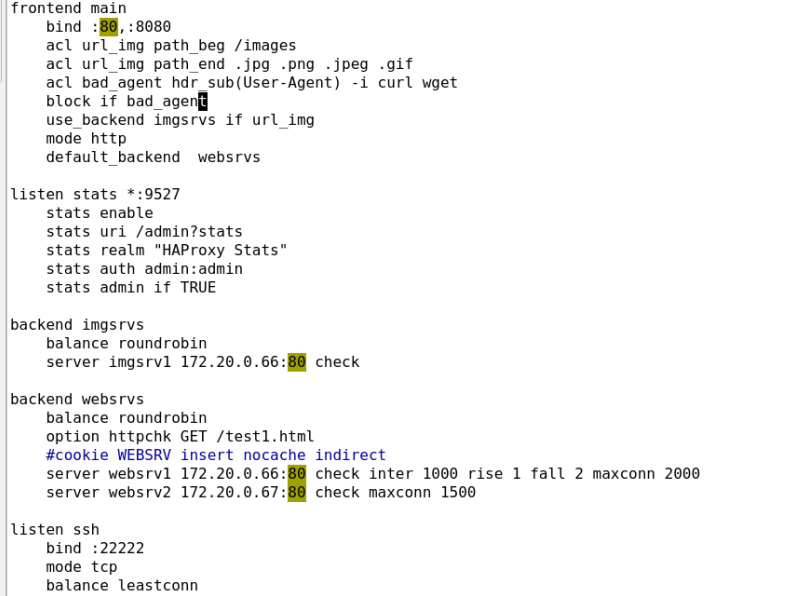 frontend main
    bind :80,:8080
    acl url_img path_beg /images
    acl url_img path_end .jpg .png .jpeg .gif
    acl bad_agent hdr_sub(User-Agent) -i curl wget
    block if bad_agent
    use_backend imgsrvs if url_img
    mode http
    default_backend  websrvs

listen stats *:9527
    stats enable
    stats uri /admin?stats
    stats realm "HAProxy Stats"
    stats auth admin:admin
    stats admin if TRUE

backend imgsrvs
    balance roundrobin
    server imgsrv1 172.20.0.66:80 check

backend websrvs
    balance roundrobin
    option httpchk GET /test1.html
    #cookie WEBSRV insert nocache indirect
    server websrv1 172.20.0.66:80 check inter 1000 rise 1 fall 2 maxconn 2000
    server websrv2 172.20.0.67:80 check maxconn 1500

listen ssh
    bind :22222
    mode tcp
    balance leastconn